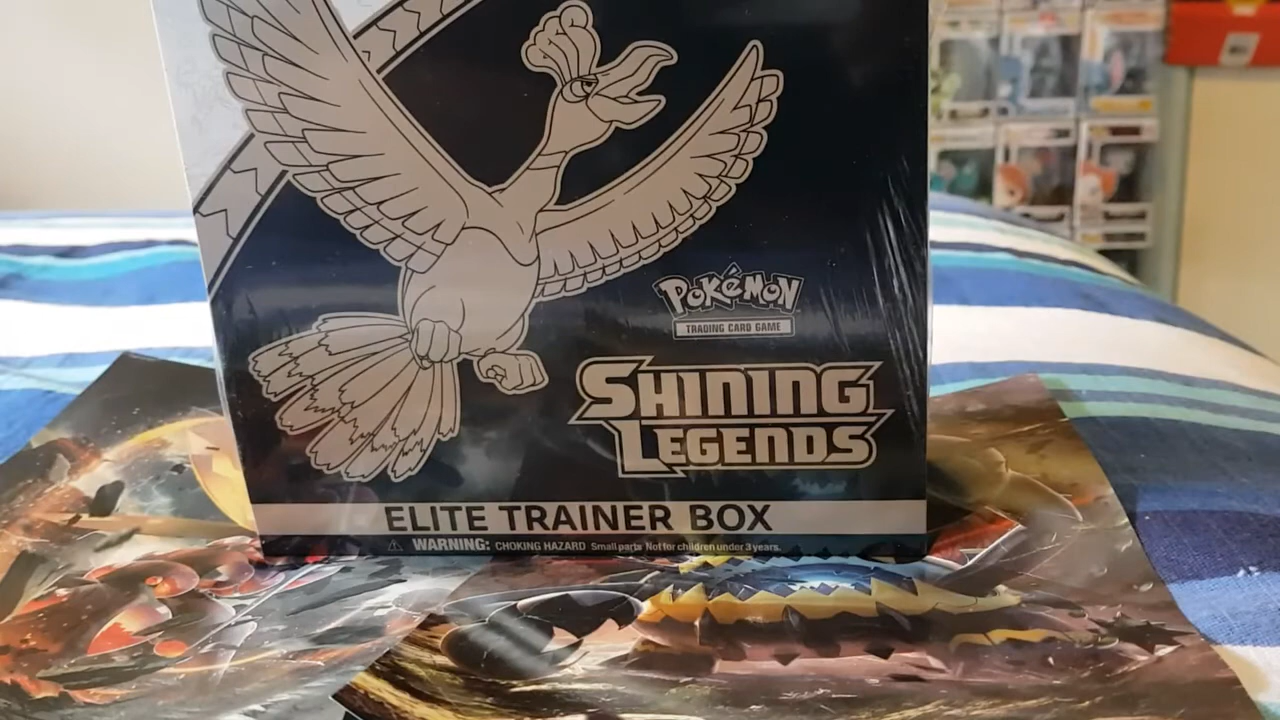 POKéMON
TRADING CARD GAME
SHINING
LEGENDS
ELITE TRAINER BOX
WARNING: CHOKING HAZARD Small parts Not for children under 3 years.